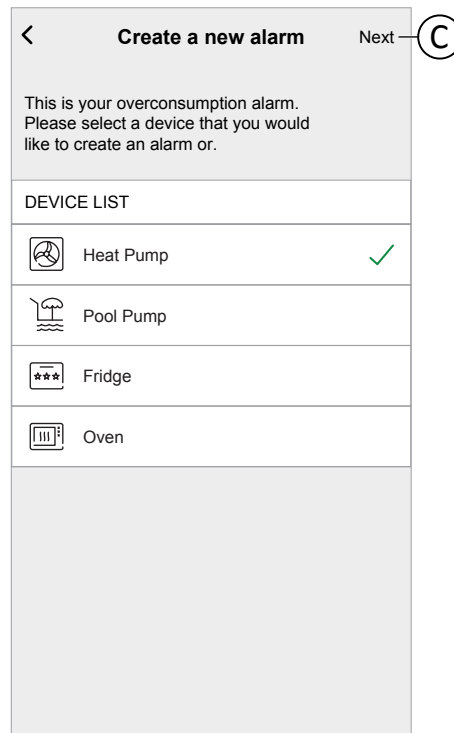 Create a new alarm
Next
C
This is your overconsumption alarm.
Please select a device that you would
like to create an alarm or.
DEVICE LIST
Heat Pump
Pool Pump
Fridge
Oven